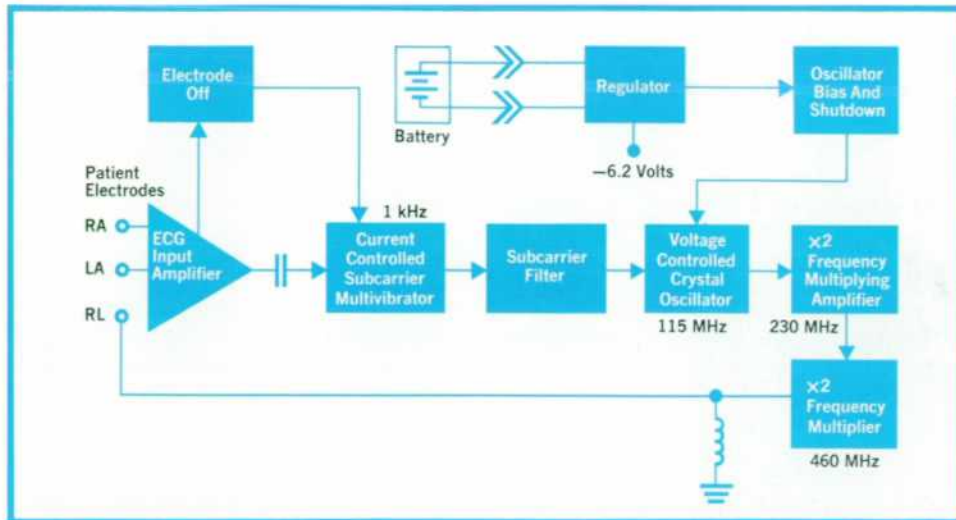 Electrode
Off
Battery
Regulator
−6.2 Volts
Oscillator
Bias And
Shutdown
Patient
Electrodes
RA
LA
RL
ECG
Input
Amplifier
1 kHz
Current
Controlled
Subcarrier
Multivibrator
Subcarrier
Filter
Voltage
Controlled
Crystal
Oscillator
115 MHz
×2
Frequency
Multiplying
Amplifier
230 MHz
×2
Frequency
Multiplier
460 MHz